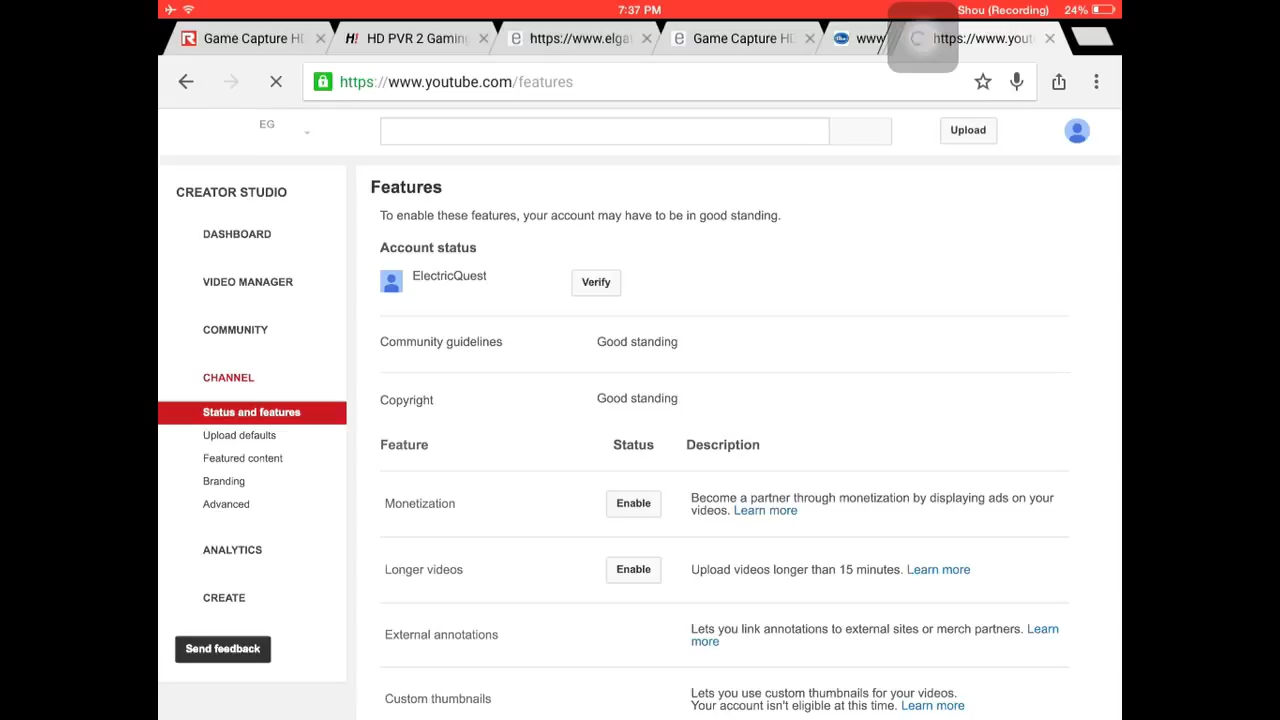 7:37 PM
Shou (Recording)
24%
Game Capture HD
HD PVR 2 Gaming
https://www.elga
Game Capture HD
www
https://www.yout
https://www.youtube.com/features
EG
Upload
CREATOR STUDIO
DASHBOARD
VIDEO MANAGER
COMMUNITY
CHANNEL
Status and features
Upload defaults
Featured content
Branding
Advanced
ANALYTICS
CREATE
Send feedback
Features
To enable these features, your account may have to be in good standing.
Account status
ElectricQuest
Verify
Community guidelines Good standing
Copyright Good standing
Feature Status Description
Monetization Enable Become a partner through monetization by displaying ads on your
videos. Learn more
Longer videos Enable Upload videos longer than 15 minutes. Learn more
External annotations Lets you link annotations to external sites or merch partners. Learn
more
Custom thumbnails Lets you use custom thumbnails for your videos.
Your account isn't eligible at this time. Learn more